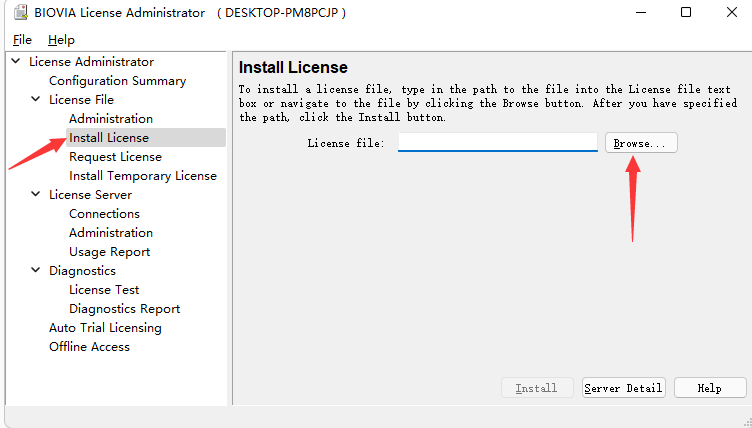 BIOVIA License Administrator   ( DESKTOP-PM8PCJP )
File   Help
License Administrator
Configuration Summary
License File
Administration
Install License
Request License
Install Temporary License
License Server
Connections
Administration
Usage Report
Diagnostics
License Test
Diagnostics Report
Auto Trial Licensing
Offline Access
Install License
To install a license file, type in the path to the file into the License file text
box or navigate to the file by clicking the Browse button. After you have specified
the path, click the Install button.
License file:   Browse...
Install   Server Detail   Help